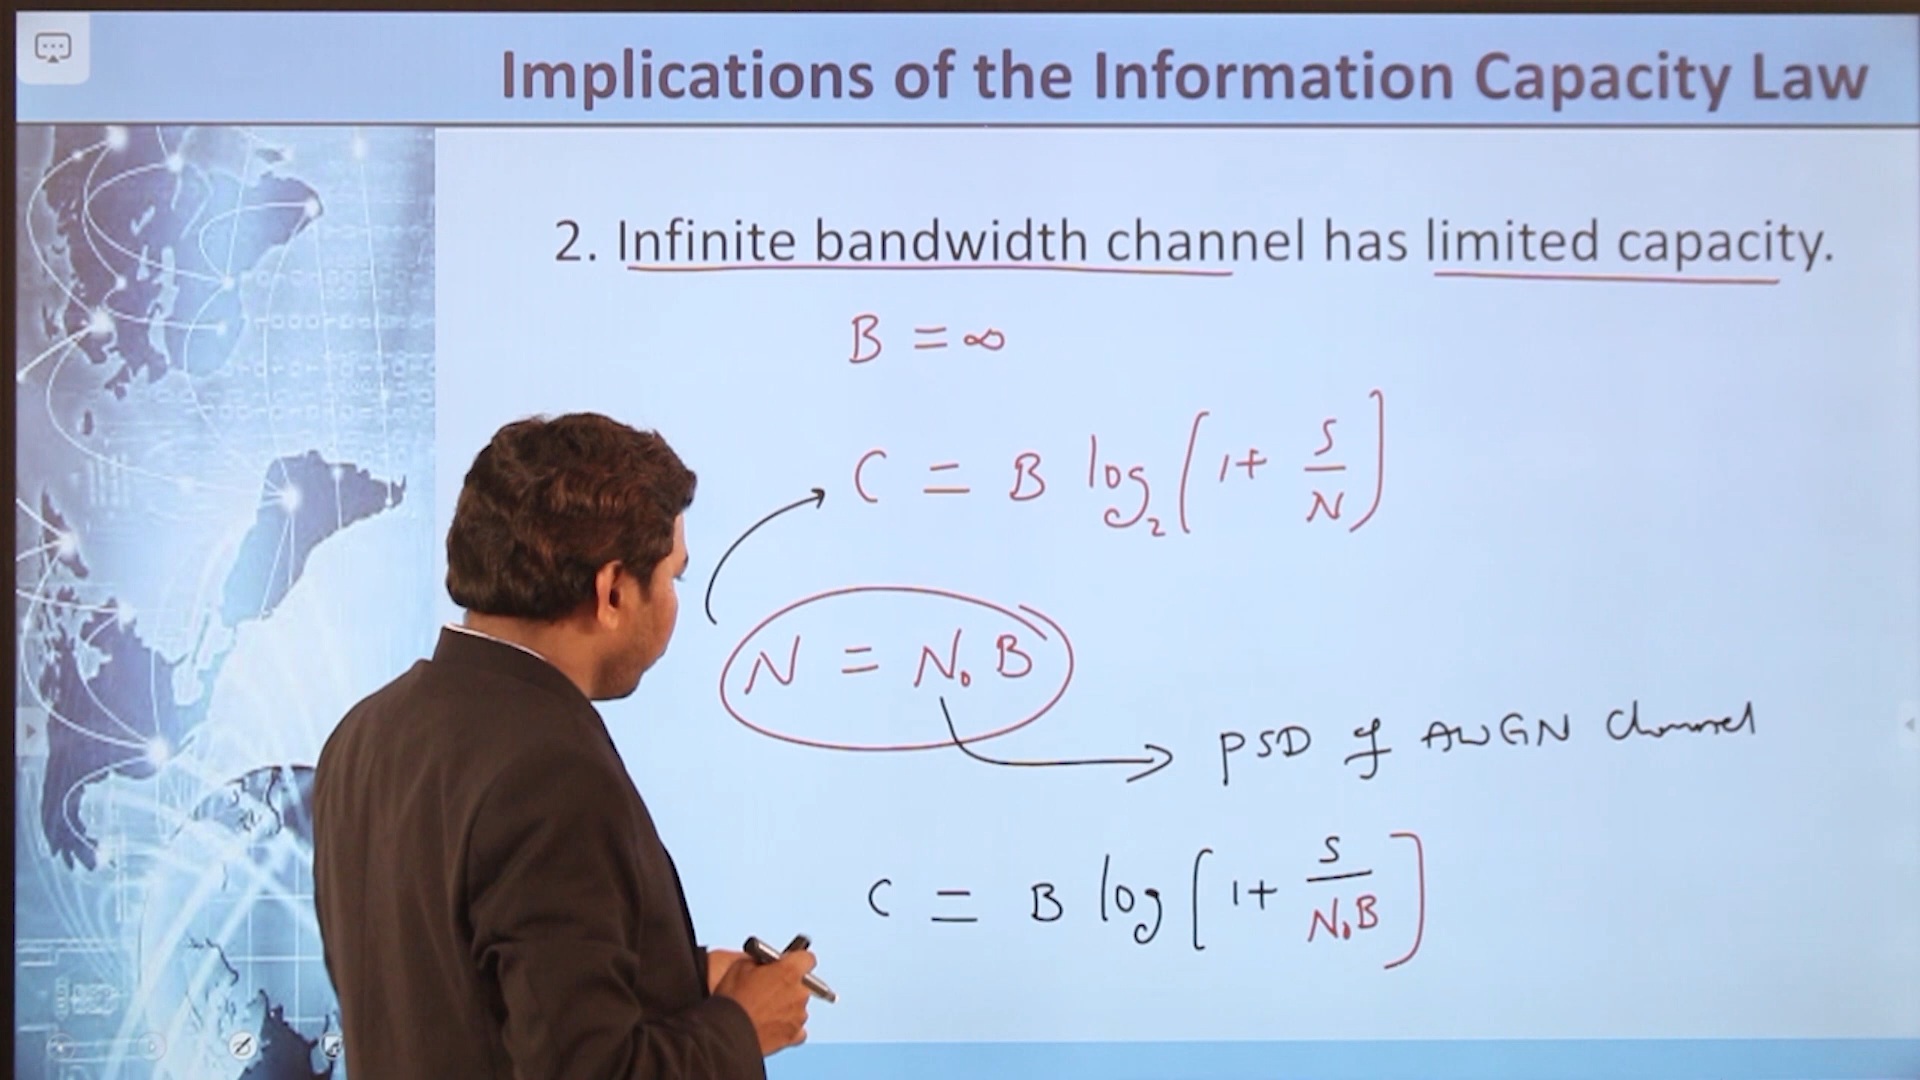 Implications of the Information Capacity Law
2. Infinite bandwidth channel has limited capacity.
B = ∞
C = B log₂ [1 + S/N]
N = N₀ B
PSD of AWGN Channel
C = B log [1 + S/N₀B]